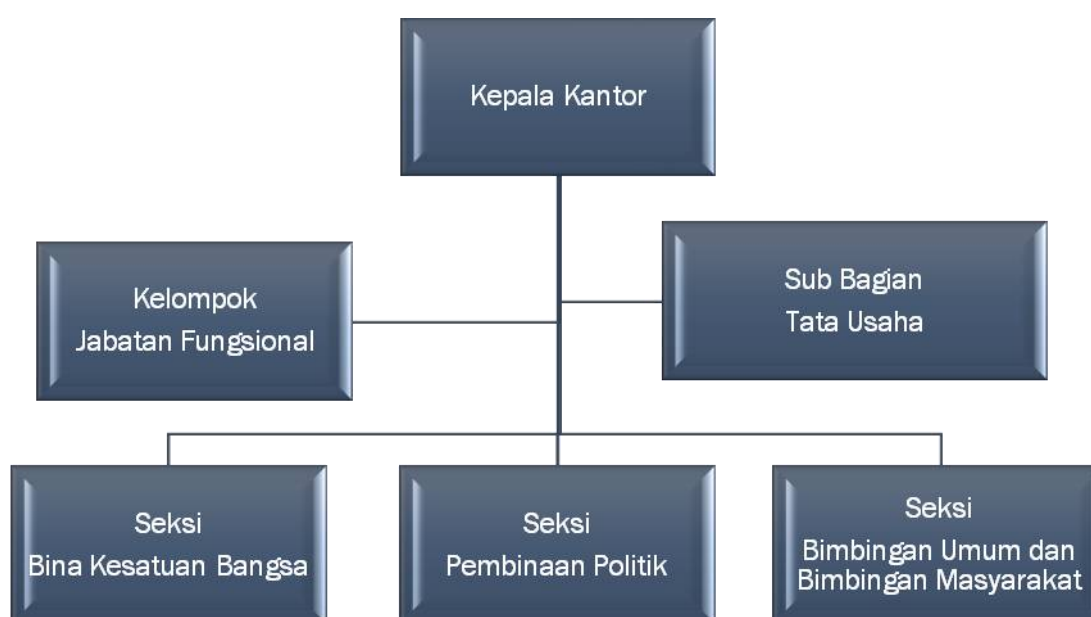 Kepala Kantor
Kelompok
Jabatan Fungsional
Sub Bagian
Tata Usaha
Seksi
Bina Kesatuan Bangsa
Seksi
Pembinaan Politik
Seksi
Bimbingan Umum dan
Bimbingan Masyarakat